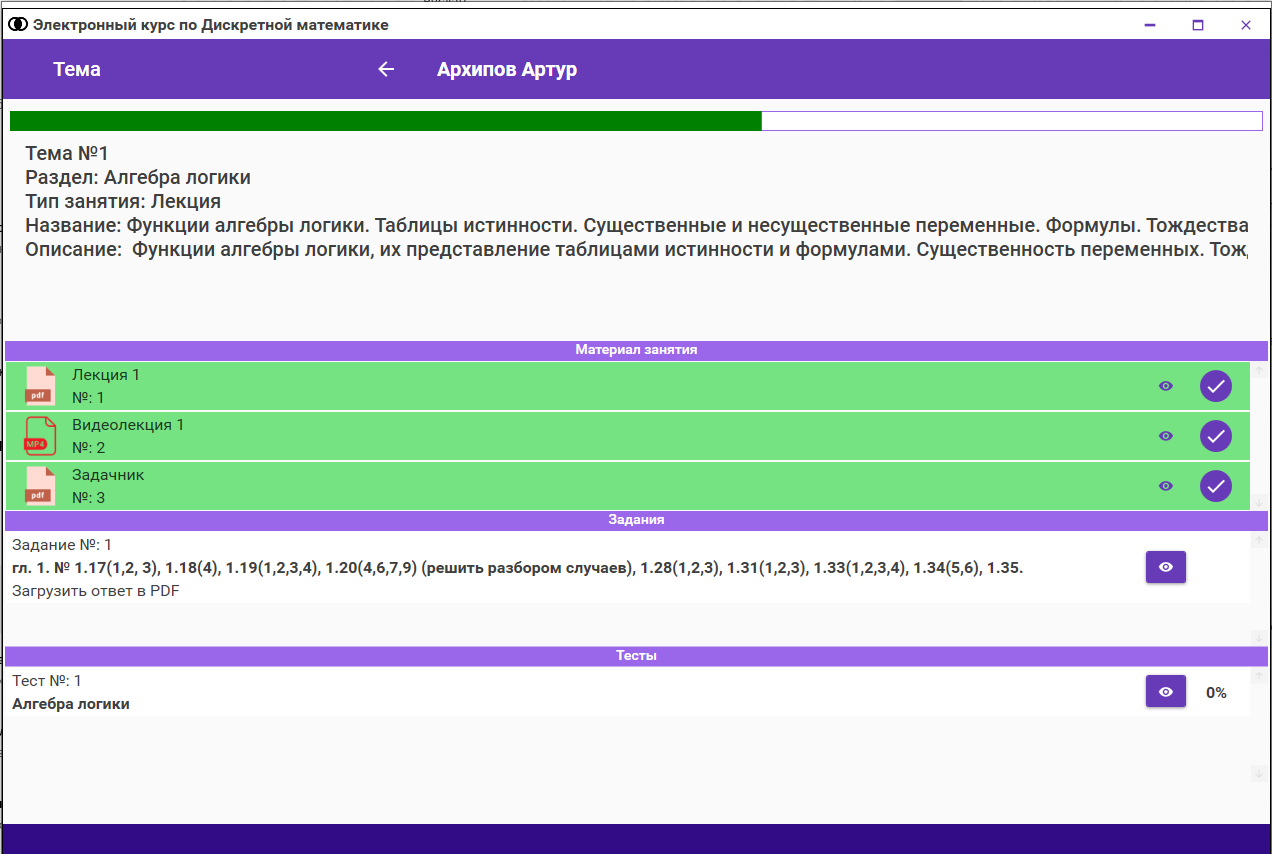 Электронный курс по Дискретной математике
Тема
Архипов Артур
Тема №1
Раздел: Алгебра логики
Тип занятия: Лекция
Название: Функции алгебры логики. Таблицы истинности. Существенные и несущественные переменные. Формулы. Тождества
Описание: Функции алгебры логики, их представление таблицами истинности и формулами. Существенность переменных.
Материал занятия
pdf
Лекция 1
№: 1
MP4
Видеолекция 1
№: 2
pdf
Задачник
№: 3
Задания
Задание №: 1
гл. 1. № 1.17(1,2, 3), 1.18(4), 1.19(1,2,3,4), 1.20(4,6,7,9) (решить разбором случаев), 1.28(1,2,3), 1.31(1,2,3), 1.33(1,2,3,4), 1.34(5,6), 1.35.
Загрузить ответ в PDF
Тесты
Тест №: 1
Алгебра логики
0%